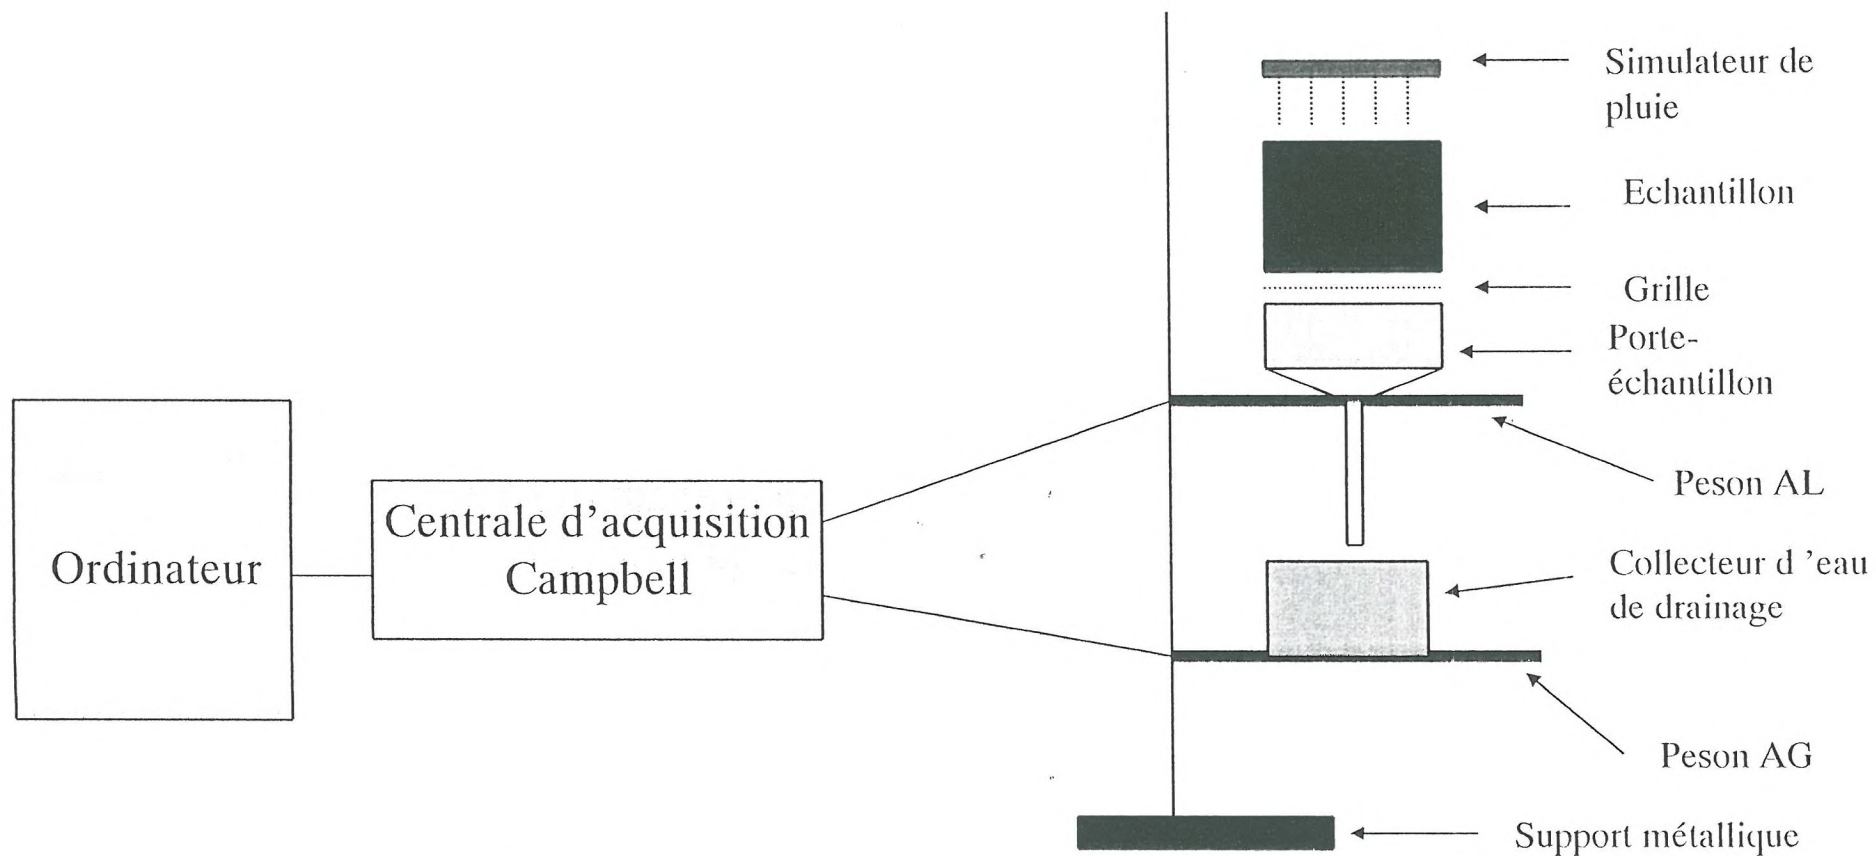 Simulateur de
pluie
Echantillon
Grille
Porte-
échantillon
Peson AL
Ordinateur
Centrale d'acquisition
Campbell
Collecteur d 'eau
de drainage
Peson AG
Support métallique